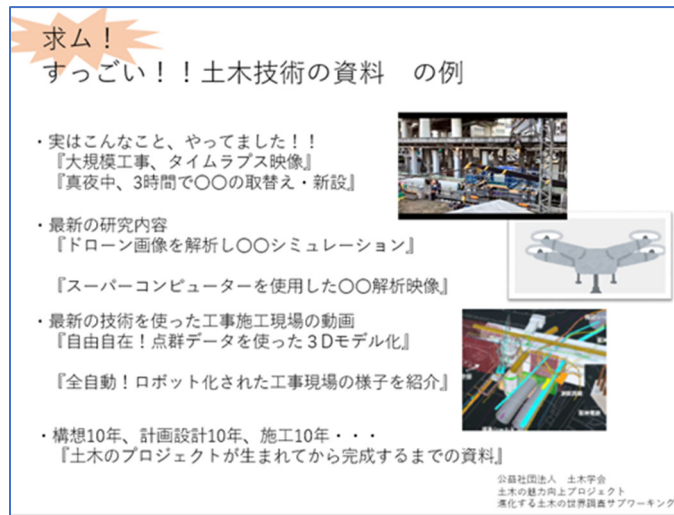 求ム！
すっごい！！土木技術の資料　の例
・実はこんなこと、やってました！！
『大規模工事、タイムラプス映像』
『真夜中、3時間で〇〇の取替え・新設』
・最新の研究内容
『ドローン画像を解析し〇〇シミュレーション』
『スーパーコンピューターを使用した〇〇解析映像』
・最新の技術を使った工事施工現場の動画
『自由自在！点群データを使った３Dモデル化』
『全自動！ロボット化された工事現場の様子を紹介』
・構想10年、計画設計10年、施工10年・・・
『土木のプロジェクトが生まれてから完成するまでの資料』
公益社団法人　土木学会
土木の魅力向上プロジェクト
進化する土木の世界調査サブワーキング